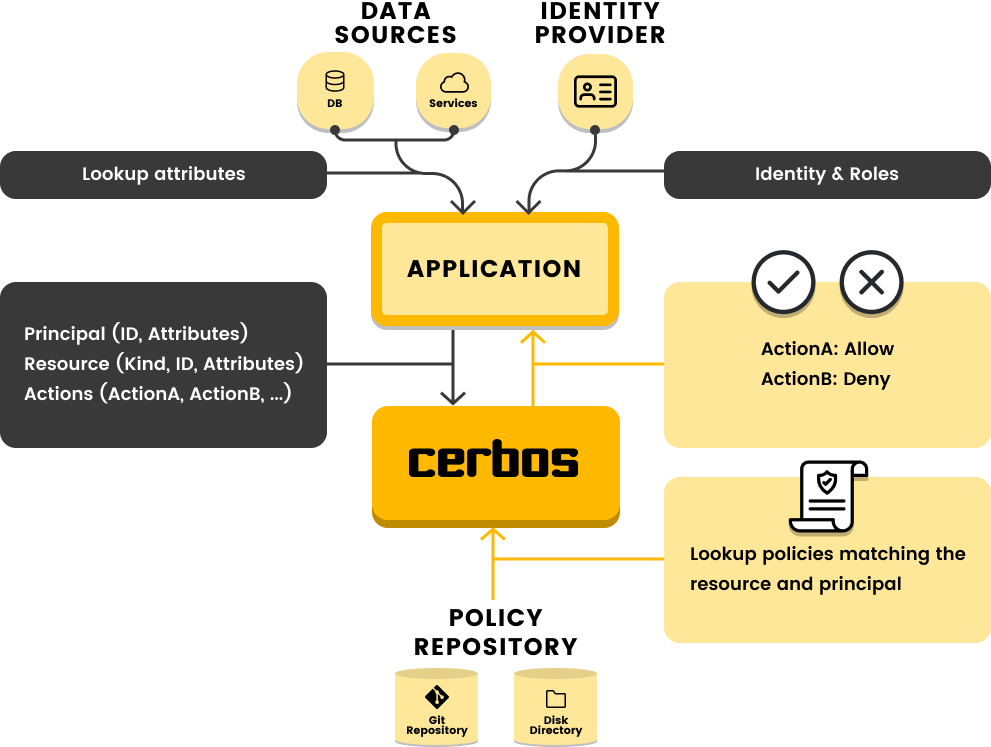 DATA
SOURCES
IDENTITY
PROVIDER
DB
Services
Lookup attributes
Identity & Roles
APPLICATION
Principal (ID, Attributes)
Resource (Kind, ID, Attributes)
Actions (ActionA, ActionB, ...)
ActionA: Allow
ActionB: Deny
cerbos
Lookup policies matching the
resource and principal
POLICY
REPOSITORY
Git
Repository
Disk
Directory